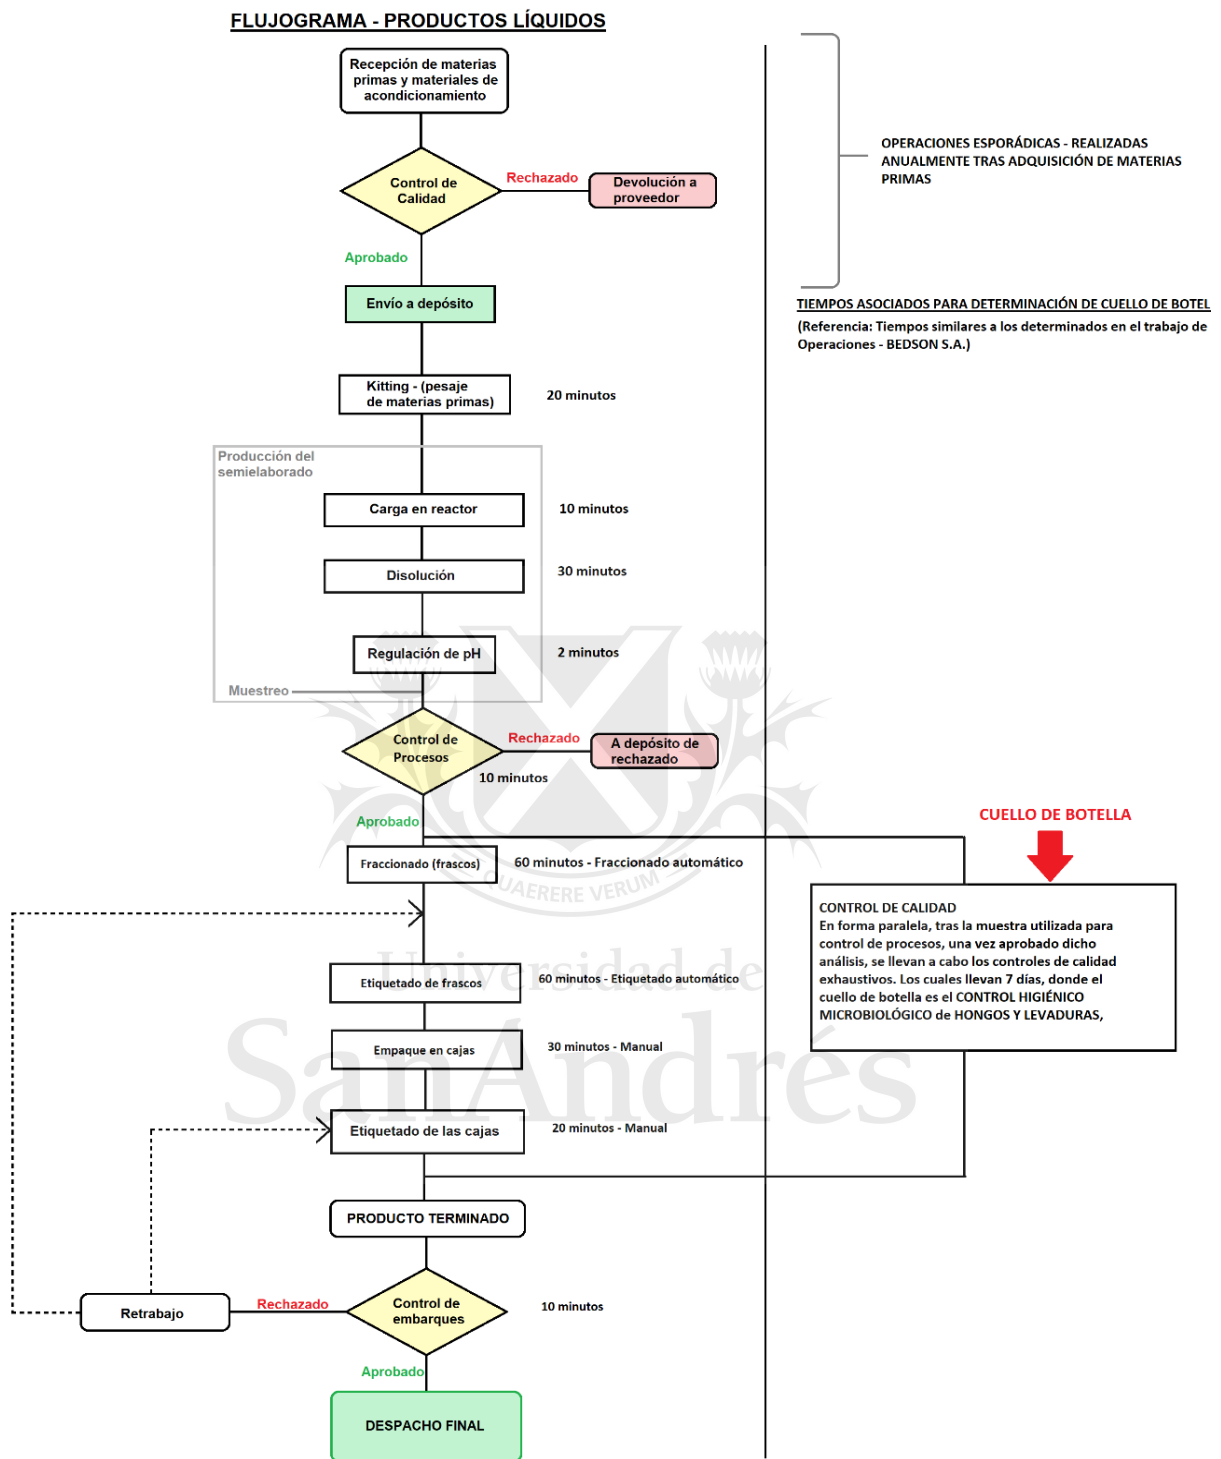 FLUJOGRAMA - PRODUCTOS LÍQUIDOS
Recepción de materias
primas y materiales de
acondicionamiento
OPERACIONES ESPORÁDICAS - REALIZADAS
ANUALMENTE TRAS ADQUISICIÓN DE MATERIAS
PRIMAS
Control de
Calidad
Rechazado
Devolución a
proveedor
Aprobado
Envío a depósito
TIEMPOS ASOCIADOS PARA DETERMINACIÓN DE CUELLO DE BOTEL
(Referencia: Tiempos similares a los determinados en el trabajo de
Operaciones - BEDSON S.A.)
Kitting - (pesaje
de materias primas)
20 minutos
Producción del
semielaborado
Carga en reactor
10 minutos
Disolución
30 minutos
Regulación de pH
2 minutos
Muestreo
Control de
Procesos
Rechazado
A depósito de
rechazado
10 minutos
Aprobado
CUELLO DE BOTELLA
Fraccionado (frascos)
60 minutos - Fraccionado automático
QUAERERE VERUM
CONTROL DE CALIDAD
En forma paralela, tras la muestra utilizada para
control de procesos, una vez aprobado dicho
análisis, se llevan a cabo los controles de calidad
exhaustivos. Los cuales llevan 7 días, donde el
cuello de botella es el CONTROL HIGIÉNICO
MICROBIOLÓGICO de HONGOS Y LEVADURAS,
Universidad de
SanAndrés
Etiquetado de frascos
60 minutos - Etiquetado automático
Empaque en cajas
30 minutos - Manual
Etiquetado de las cajas
20 minutos - Manual
PRODUCTO TERMINADO
Control de
embarques
10 minutos
Rechazado
Retrabajo
Aprobado
DESPACHO FINAL